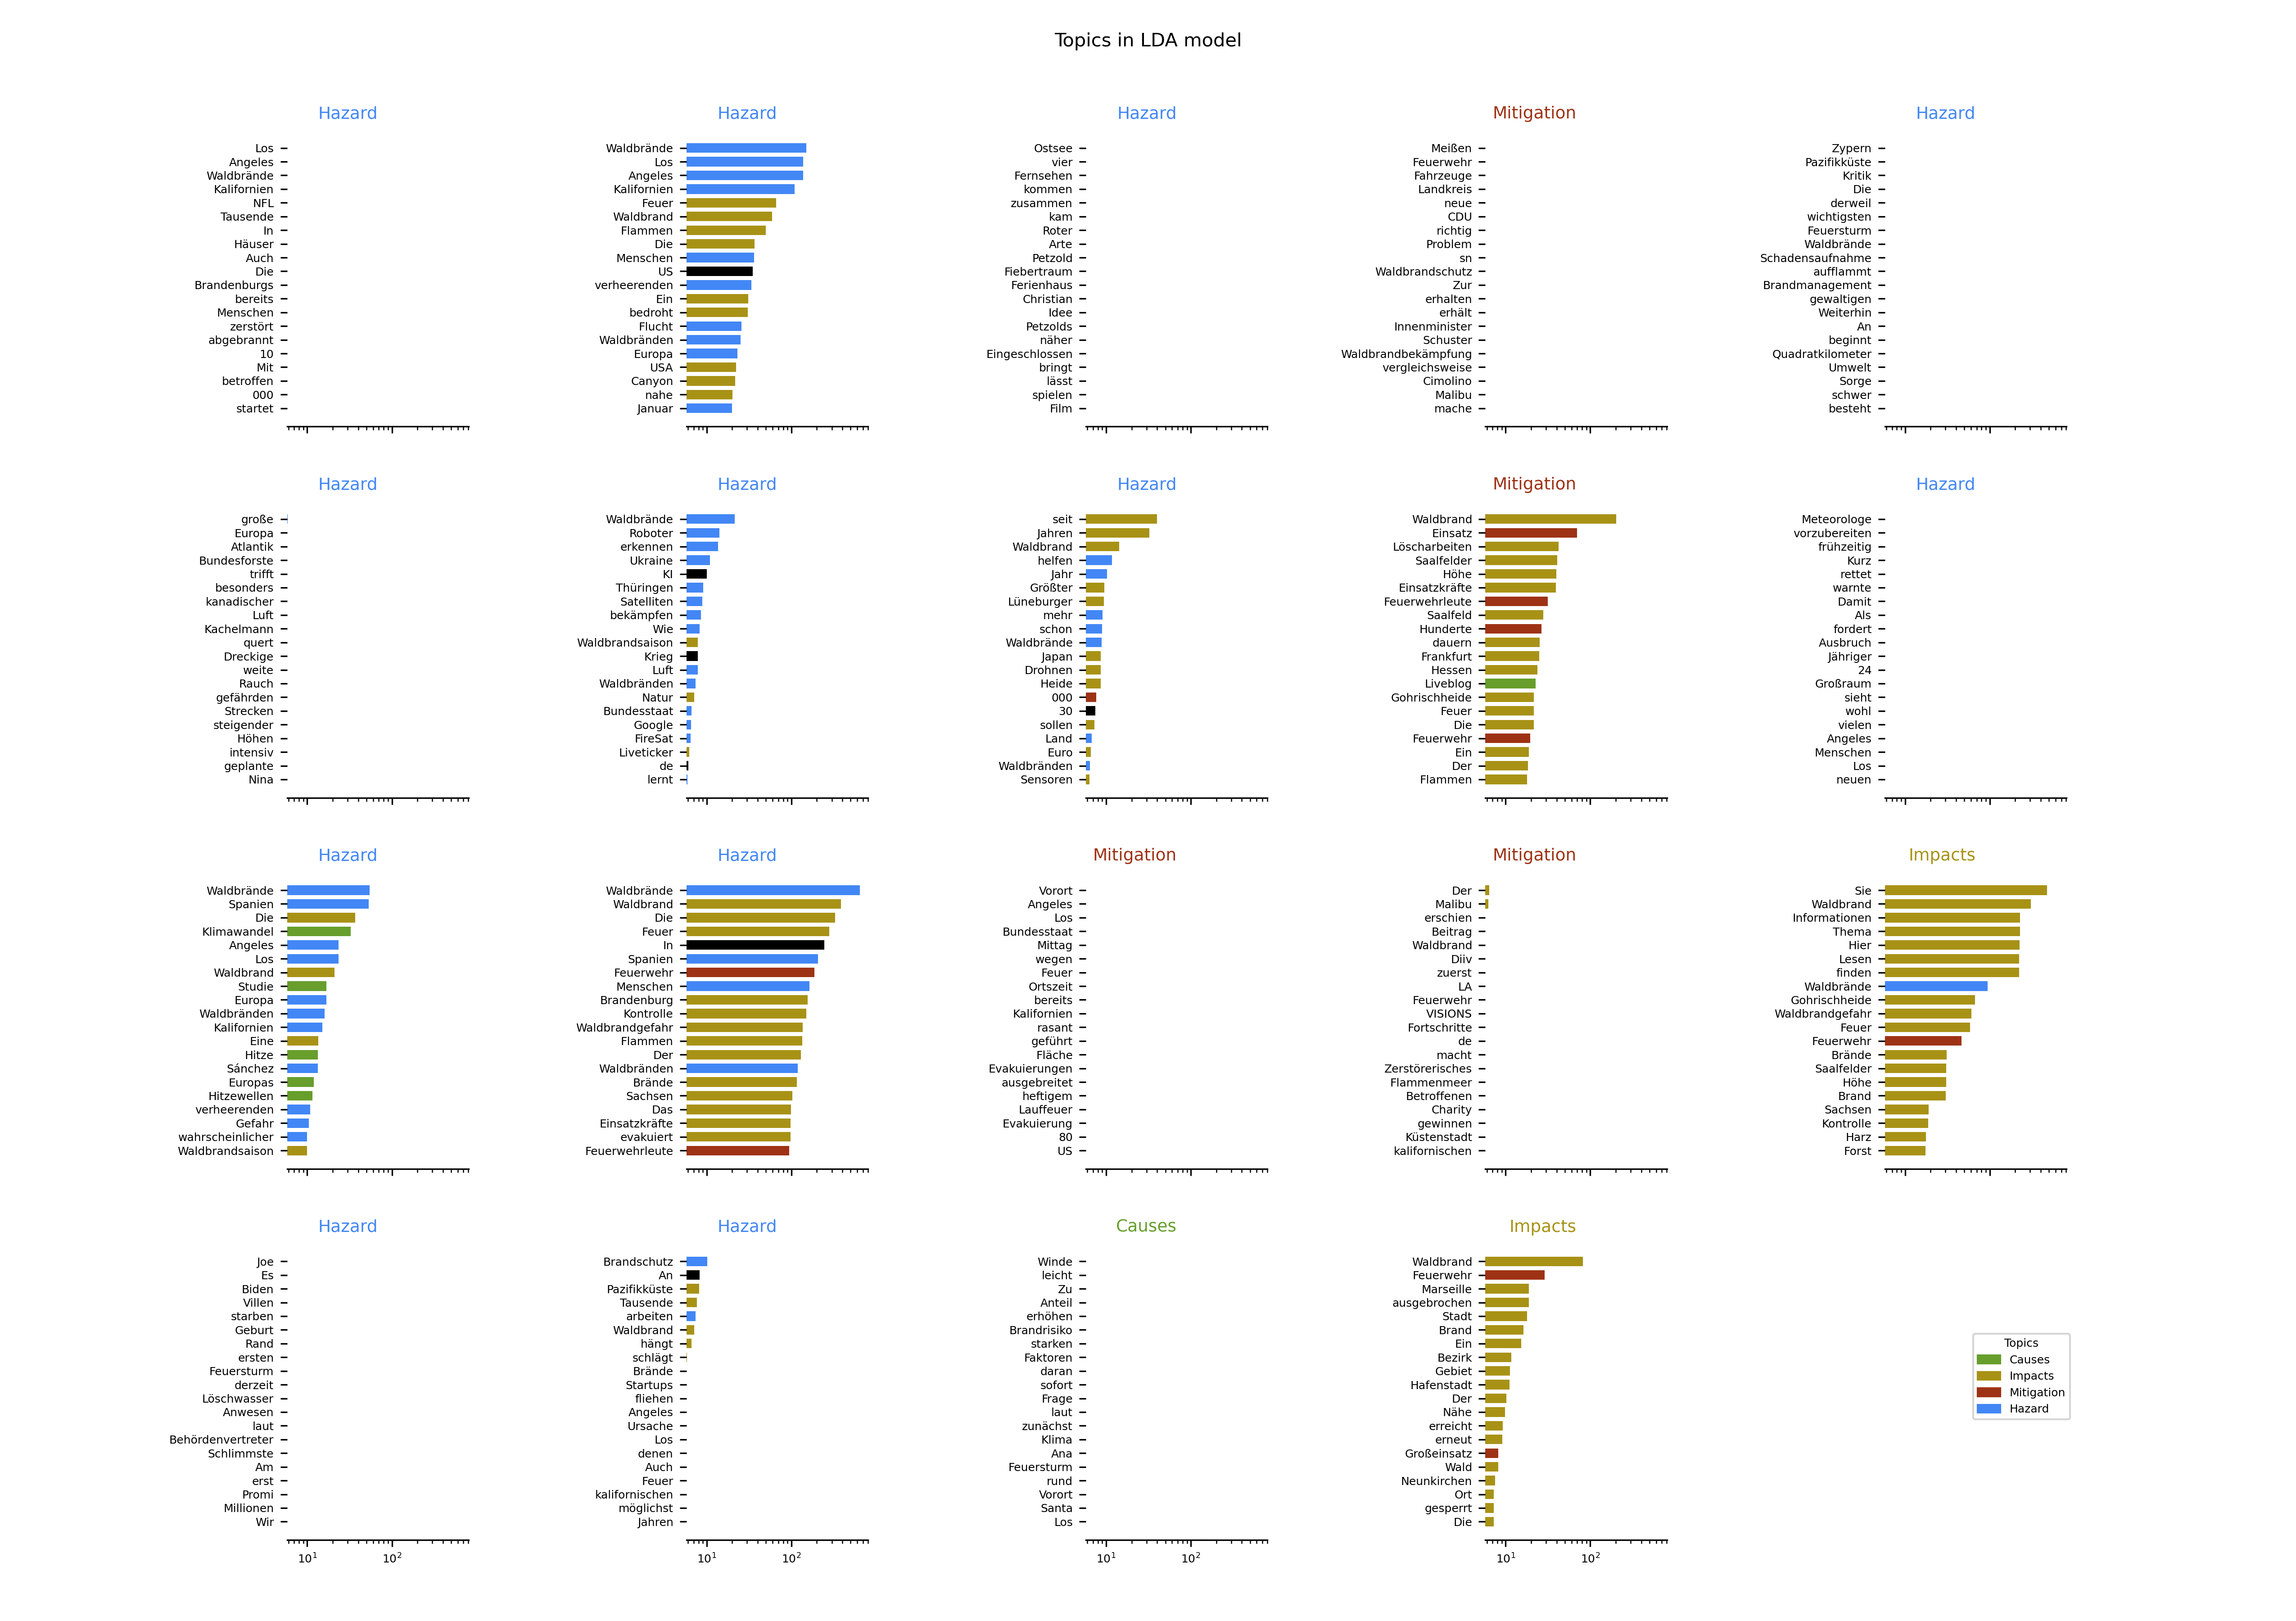 Topics in LDA model
Hazard
Los
Angeles
Waldbrände
Kalifornien
NFL
Tausende
In
Häuser
Auch
Die
Brandenburgs
bereits
Menschen
zerstört
abgebrannt
10
Mit
betroffen
000
startet
Hazard
Waldbrände
Los
Angeles
Kalifornien
Feuer
Waldbrand
Flammen
Die
Menschen
US
verheerenden
Ein
bedroht
Flucht
Waldbränden
Europa
USA
Canyon
nahe
Januar
Hazard
Ostsee
vier
Fernsehen
kommen
zusammen
kam
Roter
Arte
Petzold
Fiebertraum
Ferienhaus
Christian
Idee
Petzolds
näher
Eingeschlossen
bringt
lässt
spielen
Film
Mitigation
Meißen
Feuerwehr
Fahrzeuge
Landkreis
neue
CDU
richtig
Problem
sn
Waldbrandschutz
Zur
erhalten
erhält
Innenminister
Schuster
Waldbrandbekämpfung
vergleichsweise
Cimolino
Malibu
mache
Hazard
Zypern
Pazifikküste
Kritik
Die
derweil
wichtigsten
Feuersturm
Waldbrände
Schadensaufnahme
aufflammt
Brandmanagement
gewaltigen
Weiterhin
An
beginnt
Quadratkilometer
Umwelt
Sorge
schwer
besteht
Hazard
große
Europa
Atlantik
Bundesforste
trifft
besonders
kanadischer
Luft
Kachelmann
quert
Dreckige
weite
Rauch
gefährden
Strecken
steigender
Höhen
intensiv
geplante
Nina
Hazard
Waldbrände
Roboter
erkennen
Ukraine
KI
Thüringen
Satelliten
bekämpfen
Wie
Waldbrandsaison
Krieg
Luft
Waldbränden
Natur
Bundesstaat
Google
FireSat
Liveticker
de
lernt
Hazard
seit
Jahren
Waldbrand
helfen
Jahr
Größter
Lüneburger
mehr
schon
Waldbrände
Japan
Drohnen
Heide
000
30
sollen
Land
Euro
Waldbränden
Sensoren
Mitigation
Waldbrand
Einsatz
Löscharbeiten
Saalfelder
Höhe
Einsatzkräfte
Feuerwehrleute
Saalfeld
Hunderte
dauern
Frankfurt
Hessen
Liveblog
Gohrischheide
Feuer
Die
Feuerwehr
Ein
Der
Flammen
Hazard
Meteorologe
vorzubereiten
frühzeitig
Kurz
rettet
warnte
Damit
Als
fordert
Ausbruch
Jähriger
24
Großraum
sieht
wohl
vielen
Angeles
Menschen
Los
neuen
Hazard
Waldbrände
Spanien
Die
Klimawandel
Angeles
Los
Waldbrand
Studie
Europa
Waldbränden
Kalifornien
Eine
Hitze
Sánchez
Europas
Hitzewellen
verheerenden
Gefahr
wahrscheinlicher
Waldbrandsaison
Hazard
Waldbrände
Waldbrand
Die
Feuer
In
Spanien
Feuerwehr
Menschen
Brandenburg
Kontrolle
Waldbrandgefahr
Flammen
Der
Waldbränden
Brände
Sachsen
Das
Einsatzkräfte
evakuiert
Feuerwehrleute
Mitigation
Vorort
Angeles
Los
Bundesstaat
Mittag
wegen
Feuer
Ortszeit
bereits
Kalifornien
rasant
geführt
Fläche
Evakuierungen
ausgebreitet
heftigem
Lauffeuer
Evakuierung
80
US
Mitigation
Der
Malibu
erschien
Beitrag
Waldbrand
Diiv
zuerst
LA
Feuerwehr
VISIONS
Fortschritte
de
macht
Zerstörerisches
Flammenmeer
Betroffenen
Charity
gewinnen
Küstenstadt
kalifornischen
Impacts
Sie
Waldbrand
Informationen
Thema
Hier
Lesen
finden
Waldbrände
Gohrischheide
Waldbrandgefahr
Feuer
Feuerwehr
Brände
Saalfelder
Höhe
Brand
Sachsen
Kontrolle
Harz
Forst
Hazard
Joe
Es
Biden
Villen
starben
Geburt
Rand
ersten
Feuersturm
derzeit
Löschwasser
Anwesen
laut
Behördenvertreter
Schlimmste
Am
erst
Promi
Millionen
Wir
10¹ 10²
Hazard
Brandschutz
An
Pazifikküste
Tausende
arbeiten
Waldbrand
hängt
schlägt
Brände
Startups
fliehen
Angeles
Ursache
Los
denen
Auch
Feuer
kalifornischen
möglichst
Jahren
10¹ 10²
Causes
Winde
leicht
Zu
Anteil
erhöhen
Brandrisiko
starken
Faktoren
daran
sofort
Frage
laut
zunächst
Klima
Ana
Feuersturm
rund
Vorort
Santa
Los
10¹ 10²
Impacts
Waldbrand
Feuerwehr
Marseille
ausgebrochen
Stadt
Brand
Ein
Bezirk
Gebiet
Hafenstadt
Der
Nähe
erreicht
erneut
Großeinsatz
Wald
Neunkirchen
Ort
gesperrt
Die
10¹ 10²
Topics
Causes
Impacts
Mitigation
Hazard